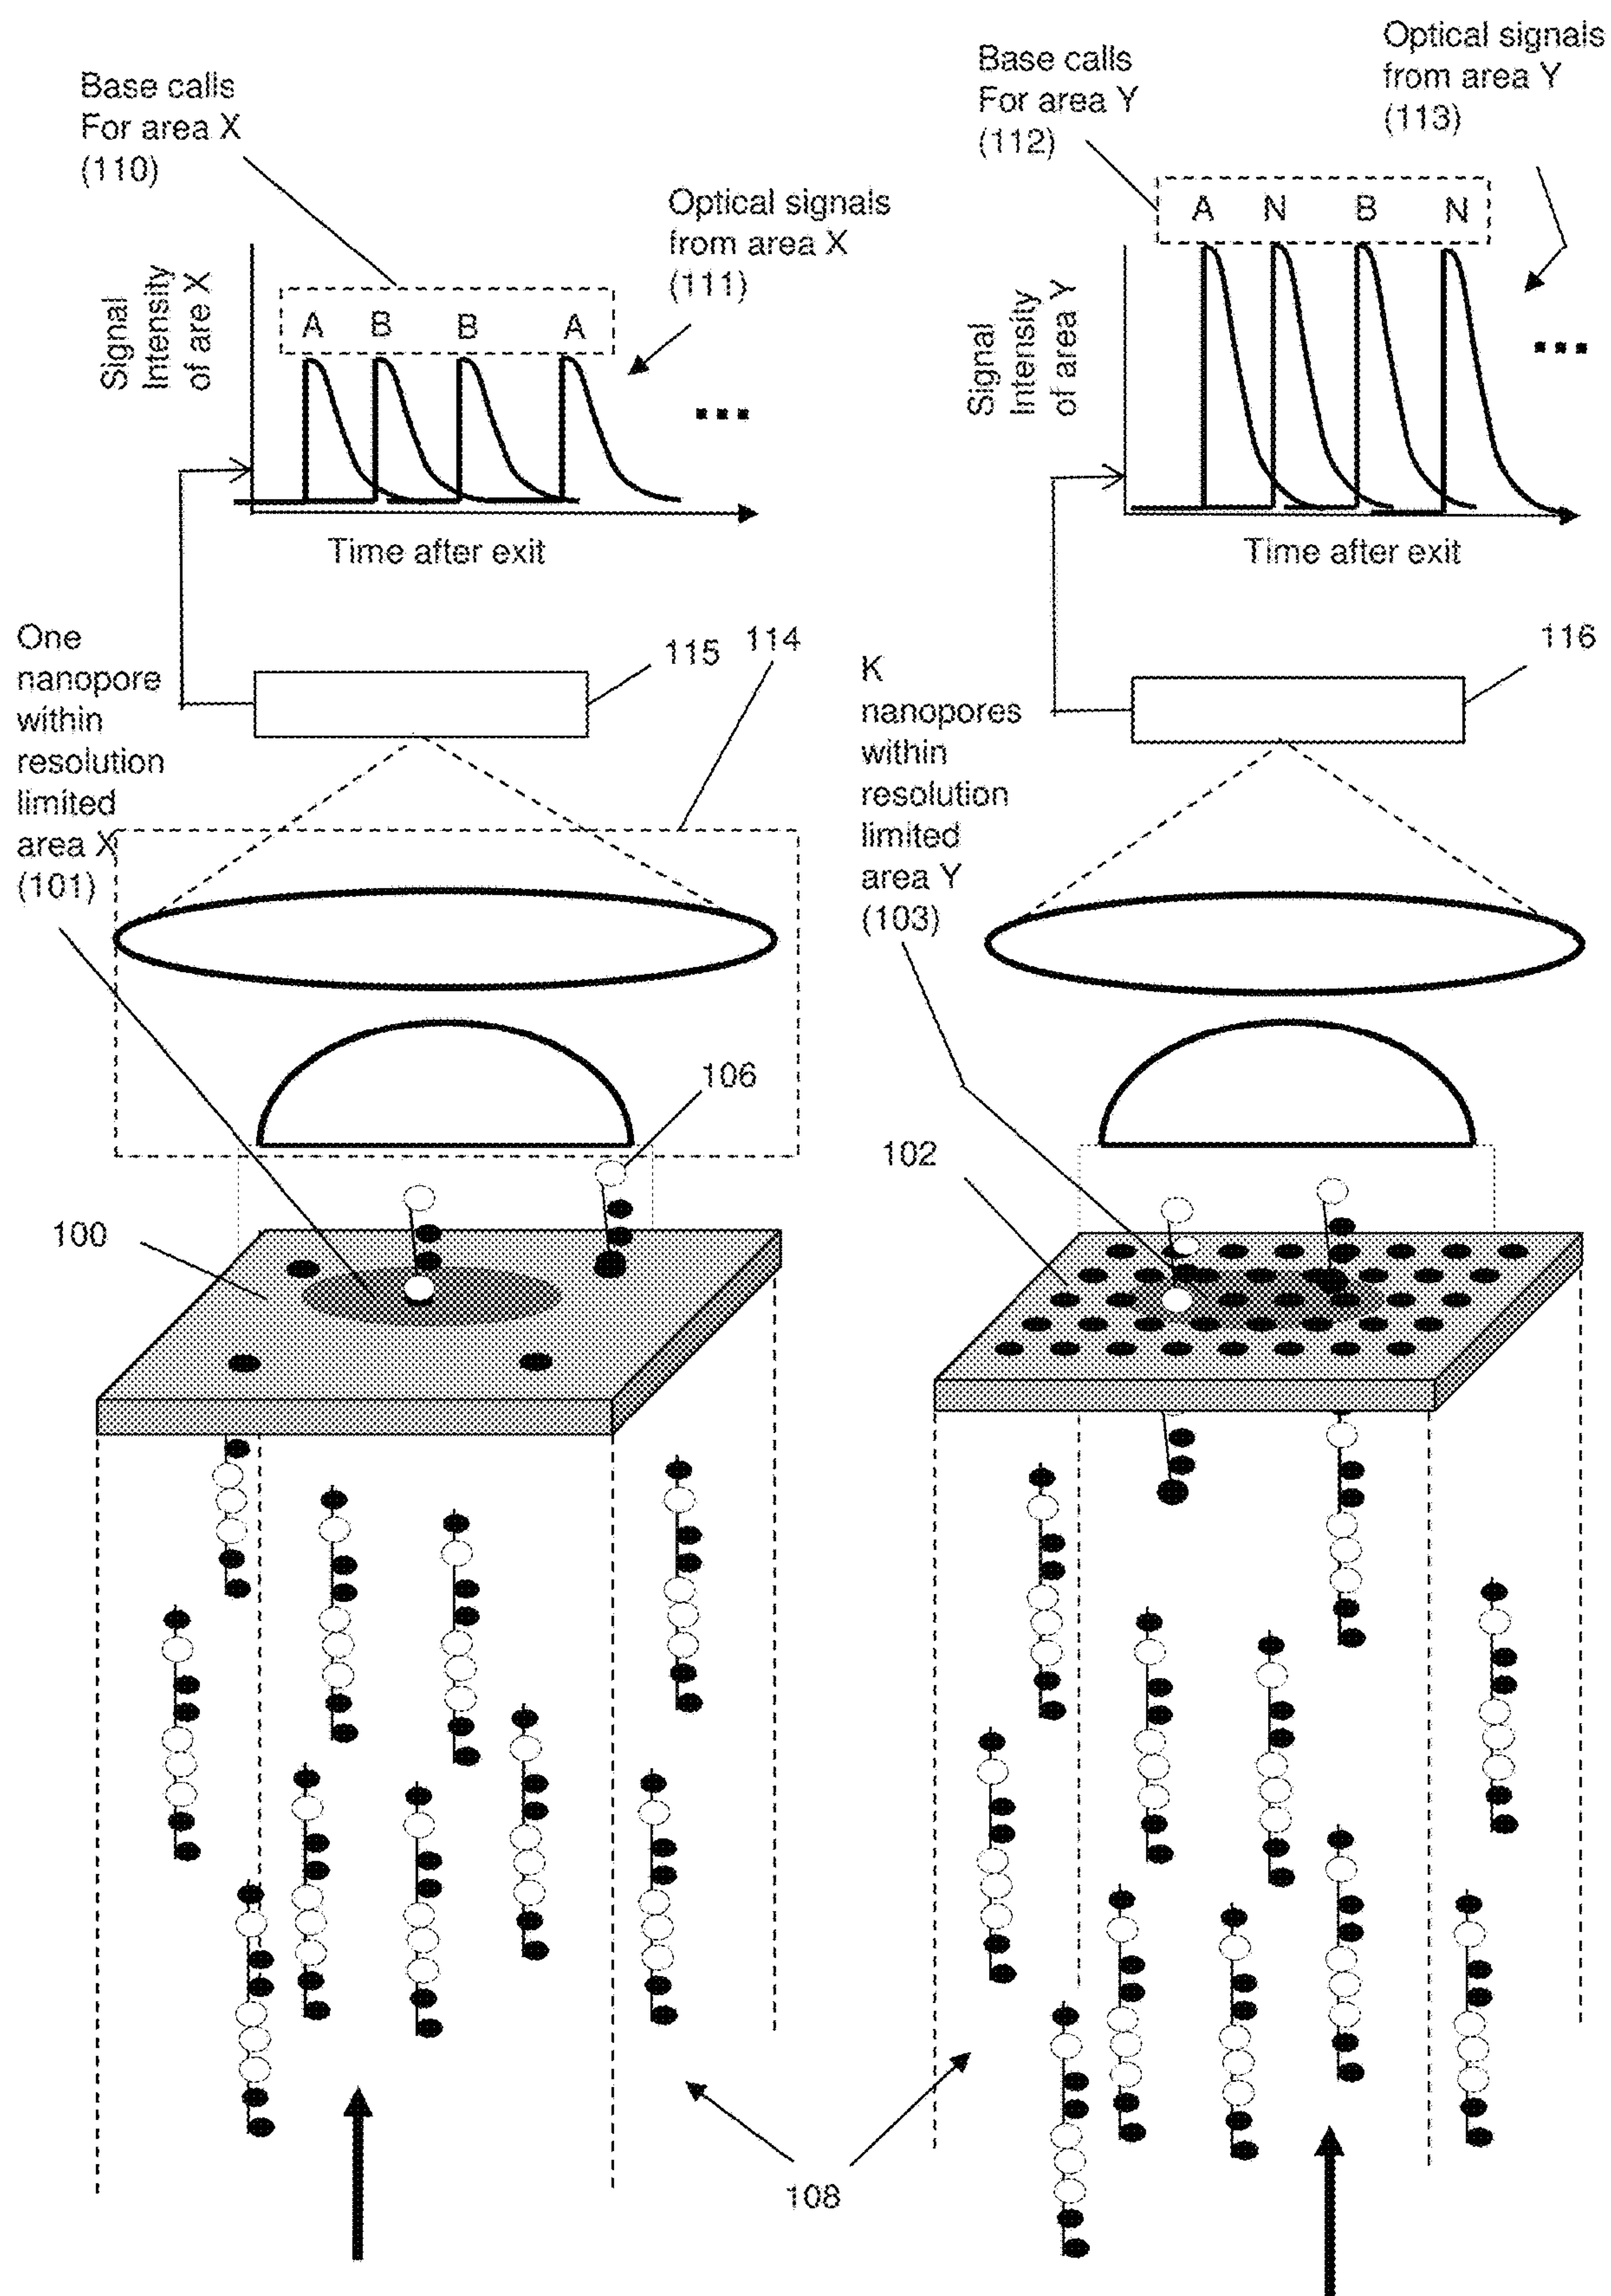 Base calls
For area X
(110)
Optical signals
from area X
(111)
Signal
Intensity
of are X
A B B A
...
Time after exit
Base calls
For area Y
(112)
Optical signals
from area Y
(113)
Signal
Intensity
of area Y
A N B N
...
Time after exit
One
nanopore
within
resolution
limited
area X
(101)
115
114
K
nanopores
within
resolution
limited
area Y
(103)
116
106
100
102
108